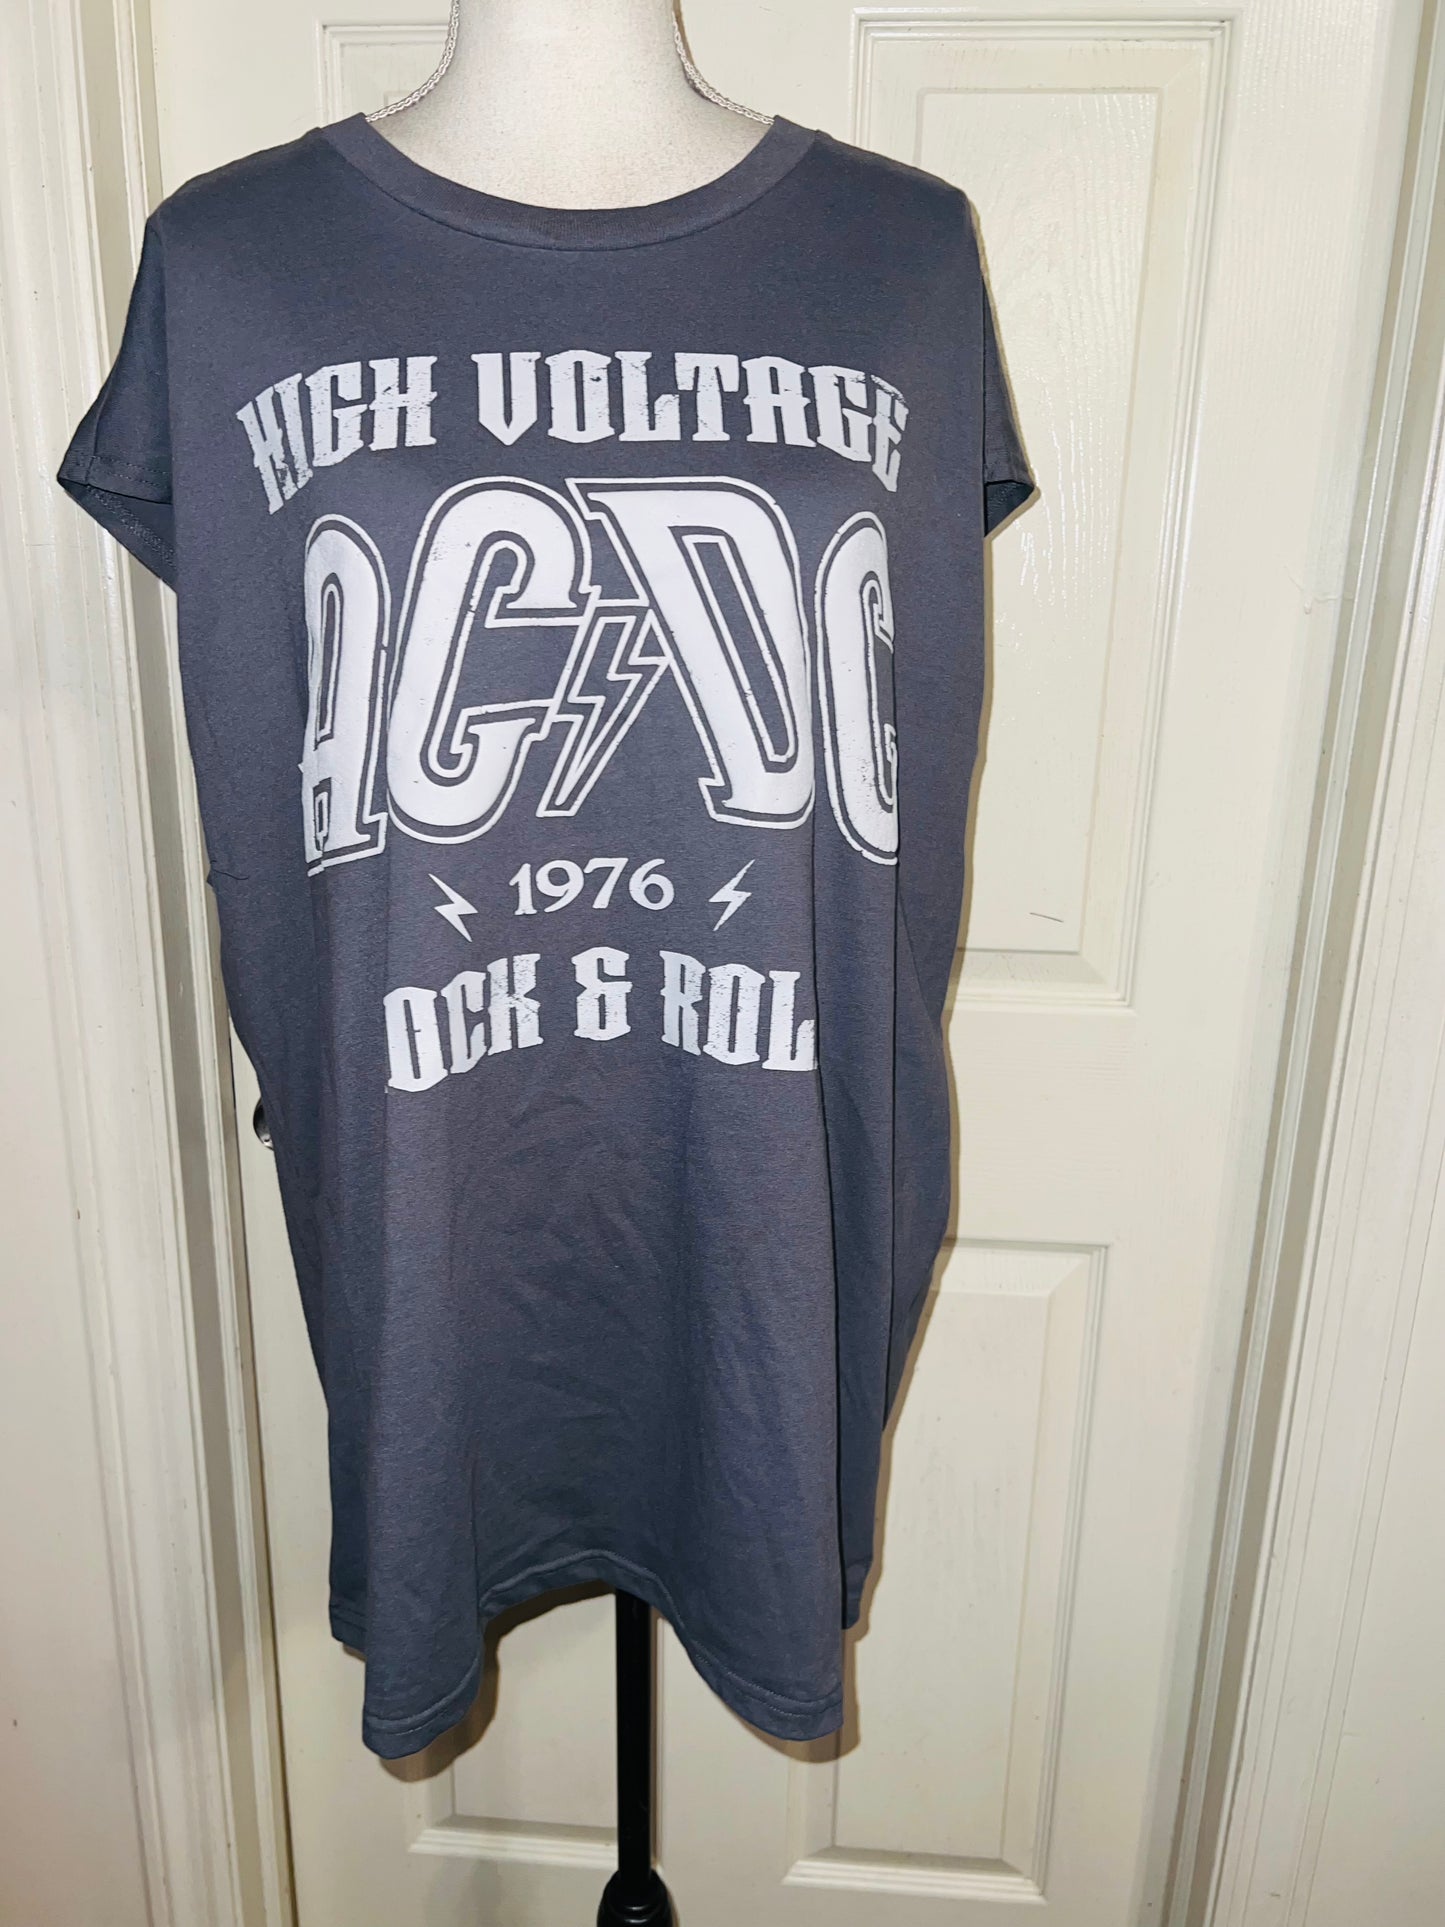 HIGH VOLTAGE
AC DC
1976
OCK & ROL